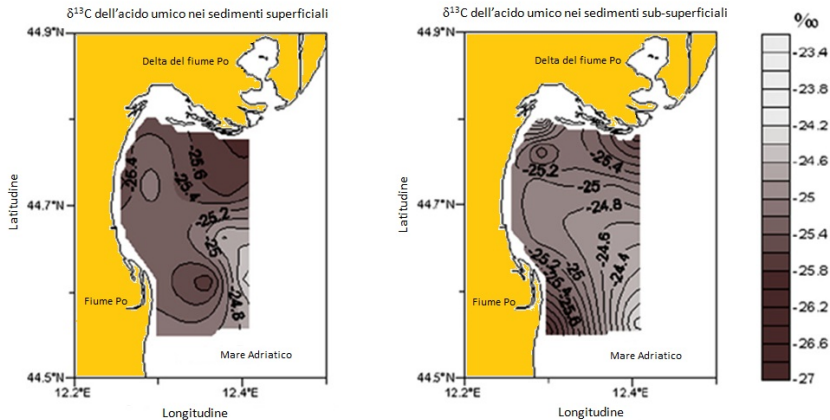 δ¹³C dell'acido umico nei sedimenti superficiali
44.9°N
Delta del fiume Po
-25.4
-25.6
-25.4
-25.2
-25
-24.8
44.7°N
Latitudine
Fiume Po
Mare Adriatico
44.5°N
12.2°E
12.4°E
Longitudine
δ¹³C dell'acido umico nei sedimenti sub-superficiali
44.9°N
Delta del fiume Po
-25.2
-25.4
-25
-24.8
-24.6
-24.4
-25.2
-25
-25.4
-25.6
44.7°N
Latitudine
Fiume Po
Mare Adriatico
44.5°N
12.2°E
12.4°E
Longitudine
‰
-23.4
-23.8
-24.2
-24.6
-25
-25.4
-25.8
-26.2
-26.6
-27